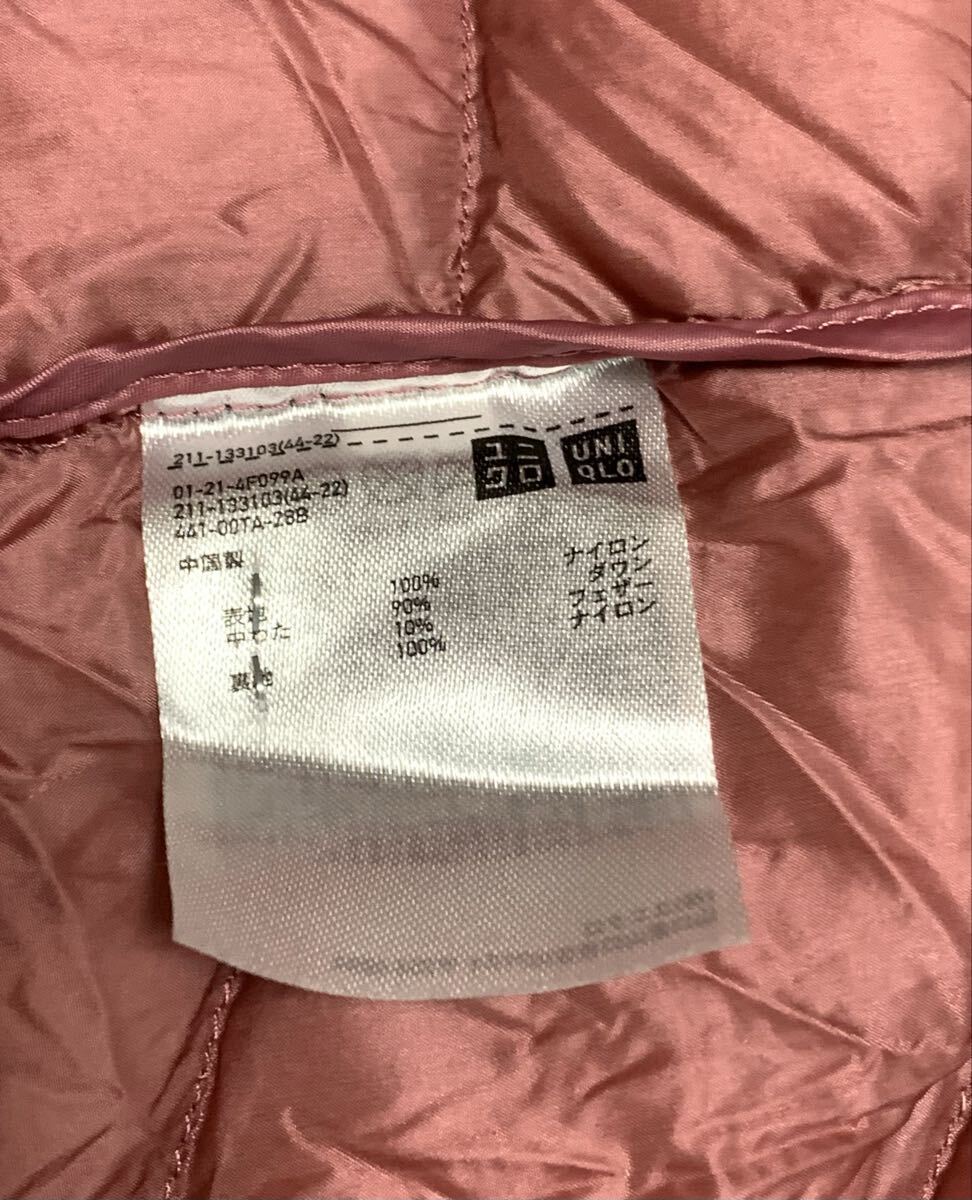 211-133103(44-22)
ユニクロ
UNIQLO
01-21-4F099A
211-133103(44-22)
441-00TA-28B
中国製
表地 100% ナイロン
中わた 90% ダウン
10% フェザー
裏地 100% ナイロン